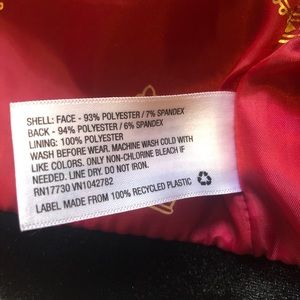 SHELL: FACE - 93% POLYESTER / 7% SPANDEX
BACK - 94% POLYESTER / 6% SPANDEX
LINING: 100% POLYESTER
WASH BEFORE WEAR. MACHINE WASH COLD WITH
LIKE COLORS. ONLY NON-CHLORINE BLEACH IF
NEEDED. LINE DRY. DO NOT IRON.
RN17730 VN1042782
LABEL MADE FROM 100% RECYCLED PLASTIC